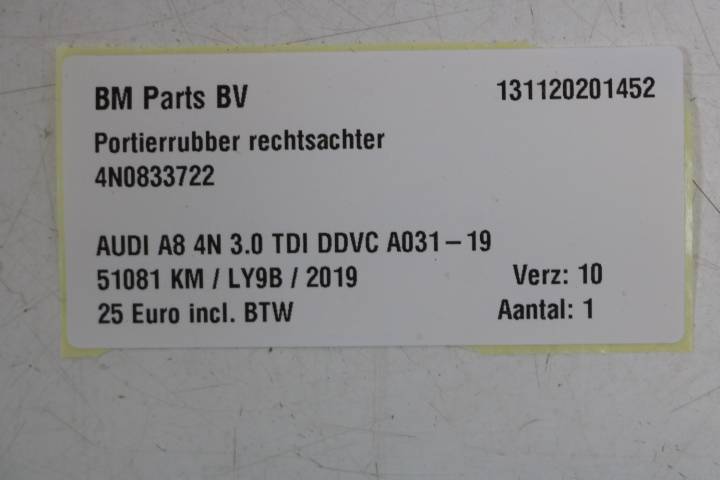 BM Parts BV 131120201452
Portierrubber rechtsachter
4N0833722
AUDI A8 4N 3.0 TDI DDVC A031-19
51081 KM / LY9B / 2019 Verz: 10
25 Euro incl. BTW Aantal: 1